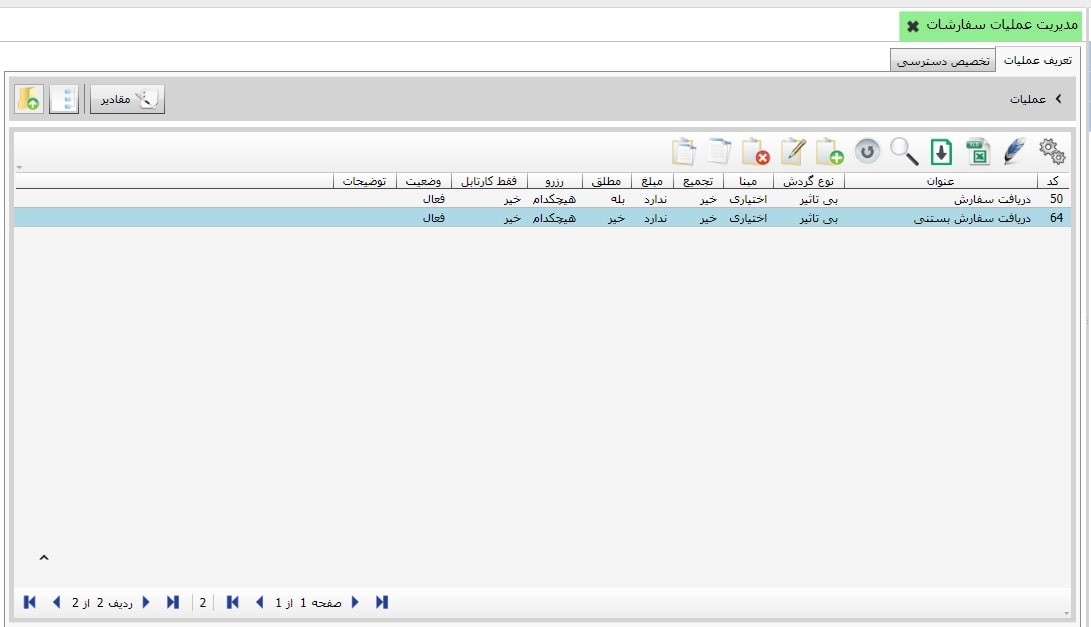 مدیریت عملیات سفارشات
تعریف عملیات تخصیص دسترسی
عملیات مقادیر
کد عنوان نوع گردش مبنا تجمیع مبلغ مطلق رزرو فقط کارتابل وضعیت توضیحات
50 دریافت سفارش بی تاثیر اختیاری خیر ندارد بله هیچکدام خیر فعال
64 دریافت سفارش بستنی بی تاثیر اختیاری خیر ندارد خیر هیچکدام خیر فعال
صفحه 1 از 1 2 ردیف 2 از 2